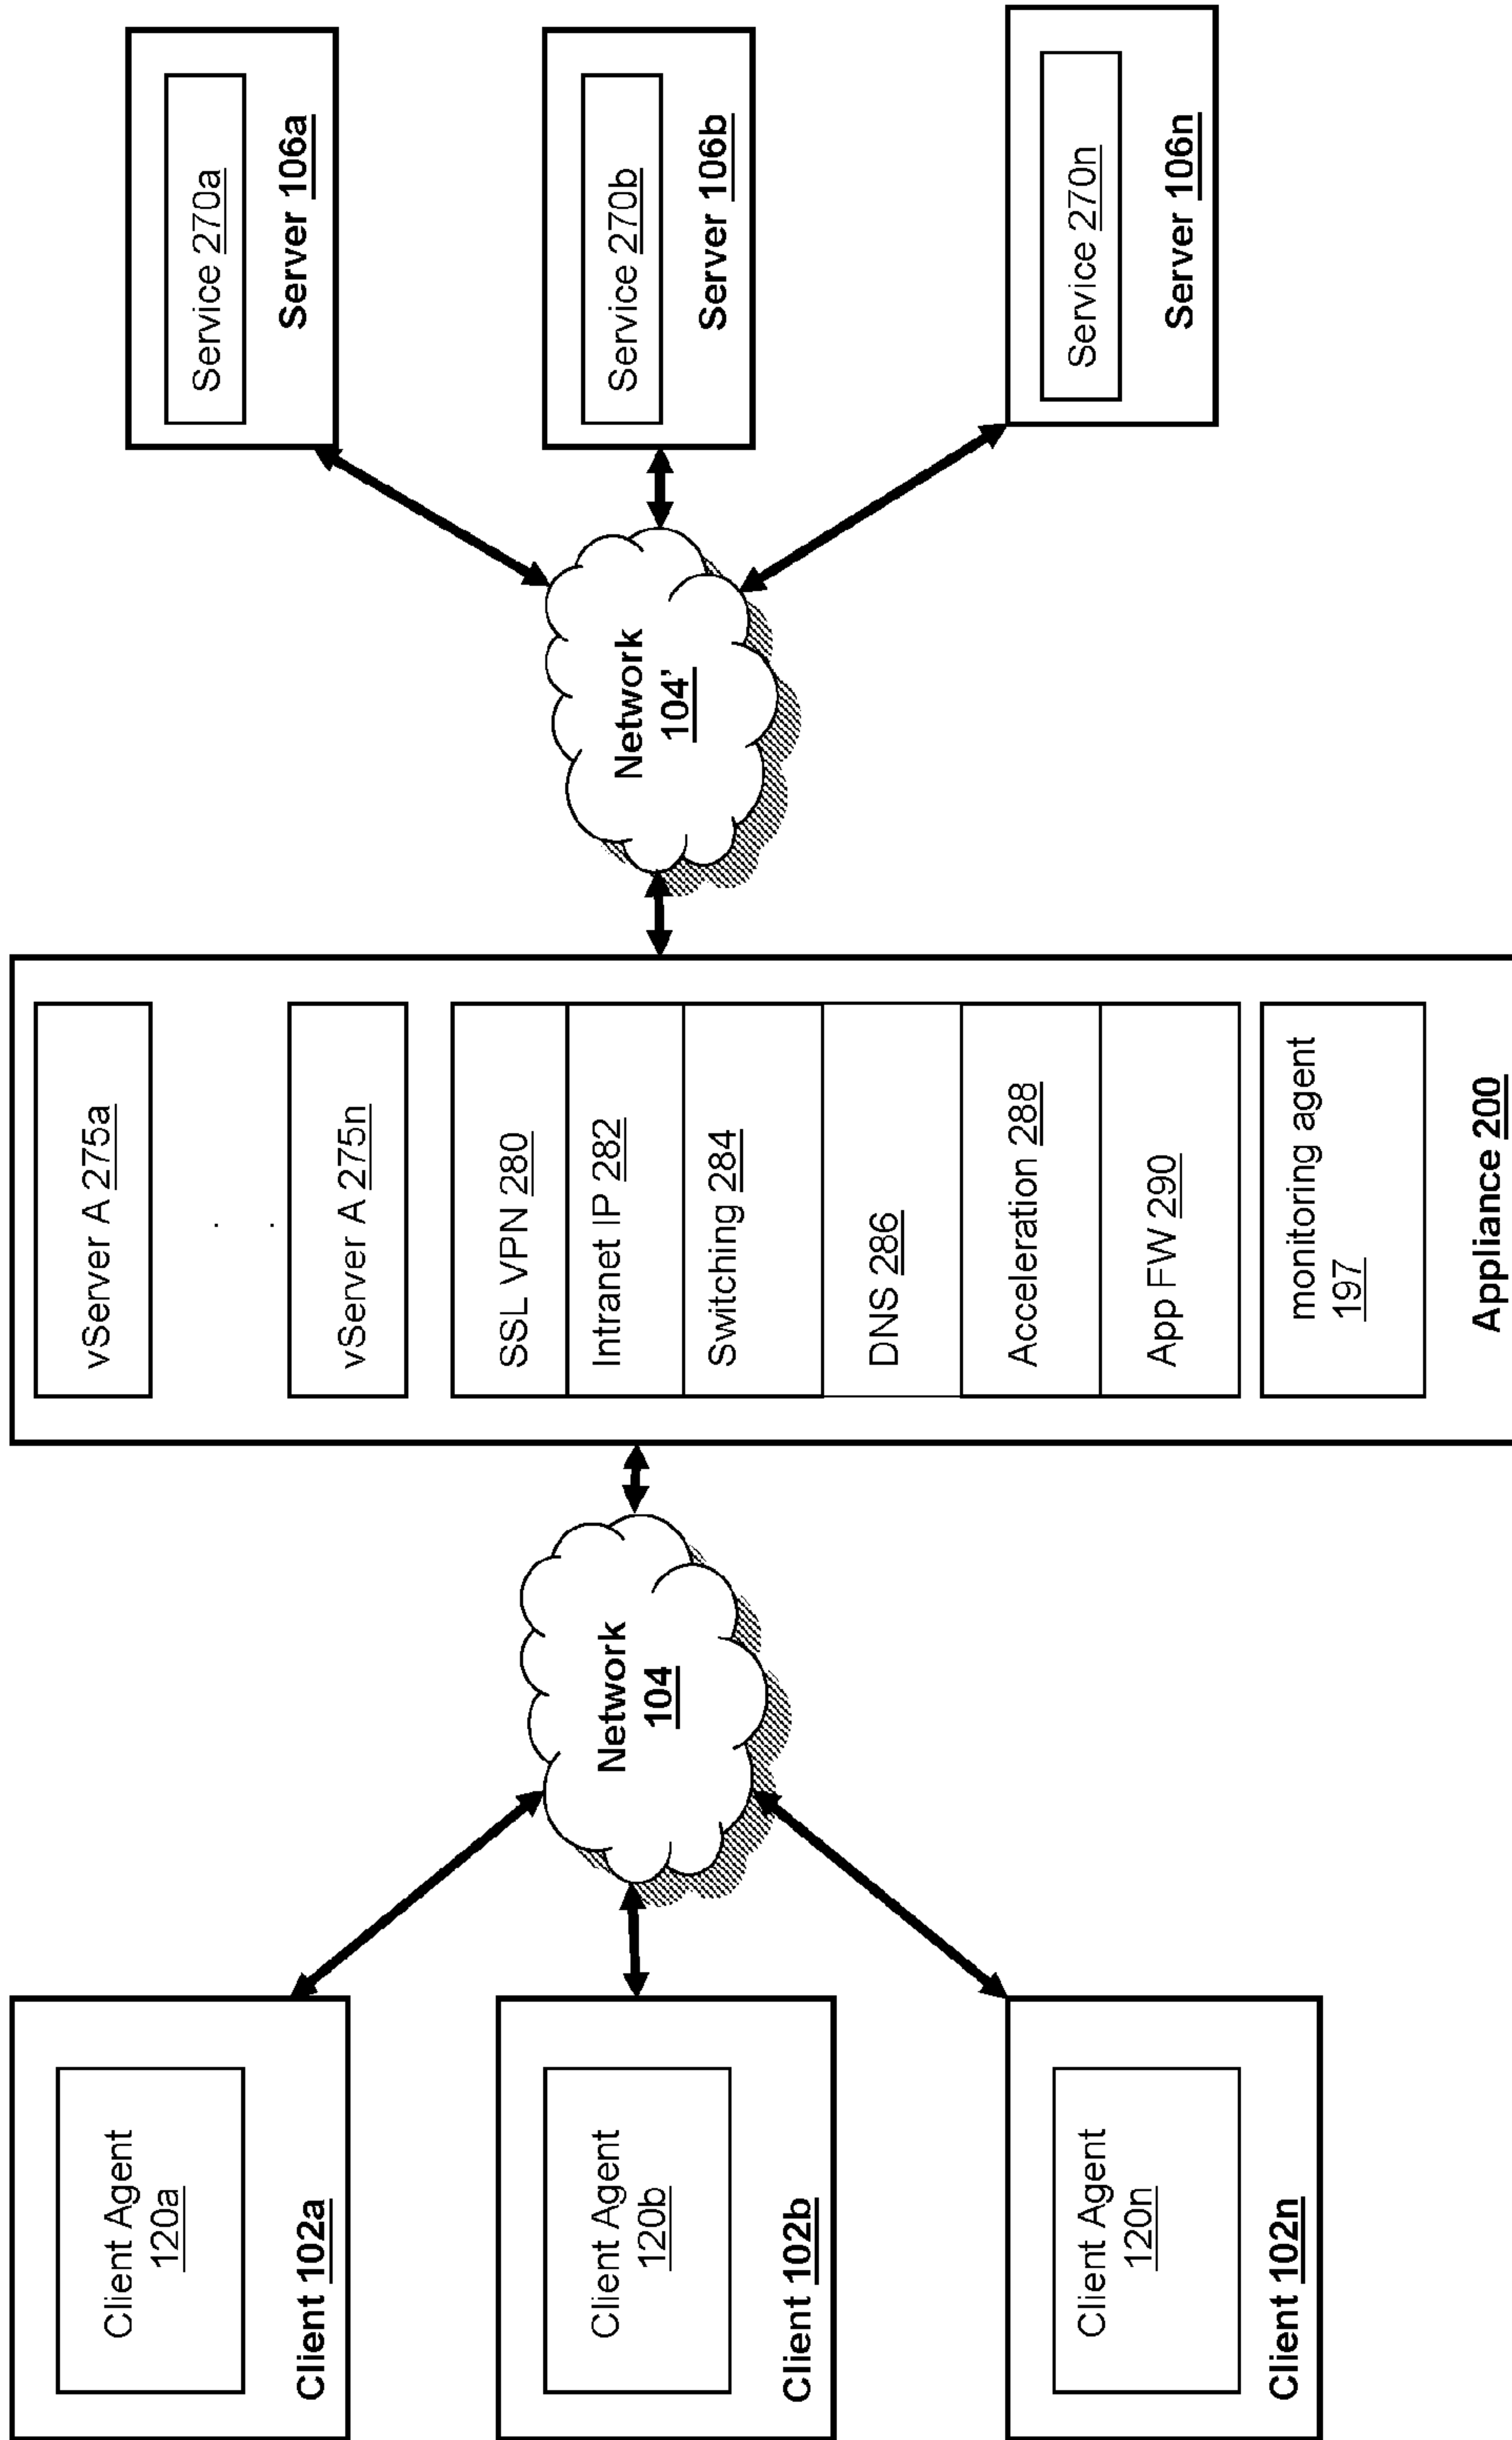 Client Agent
120a
Client 102a
Client Agent
120b
Client 102b
Client Agent
120n
Client 102n
Network
104
vServer A 275a
. .
vServer A 275n
SSL VPN 280
Intranet IP 282
Switching 284
DNS 286
Acceleration 288
App FW 290
monitoring agent
197
Appliance 200
Network
104'
Service 270a
Server 106a
Service 270b
Server 106b
Service 270n
Server 106n